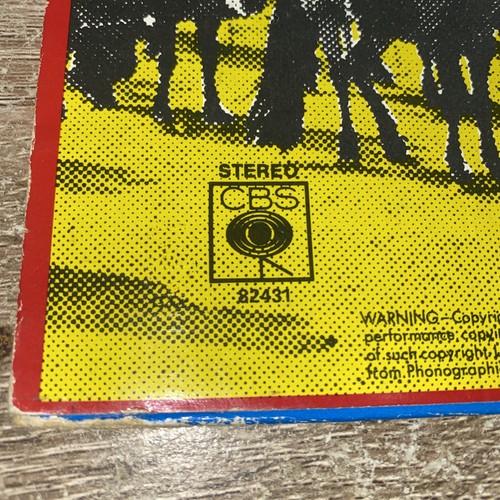 STEREO
CBS
82431
WARNING—Copyri
performance, copyi
of such copyright,
from Phonographi